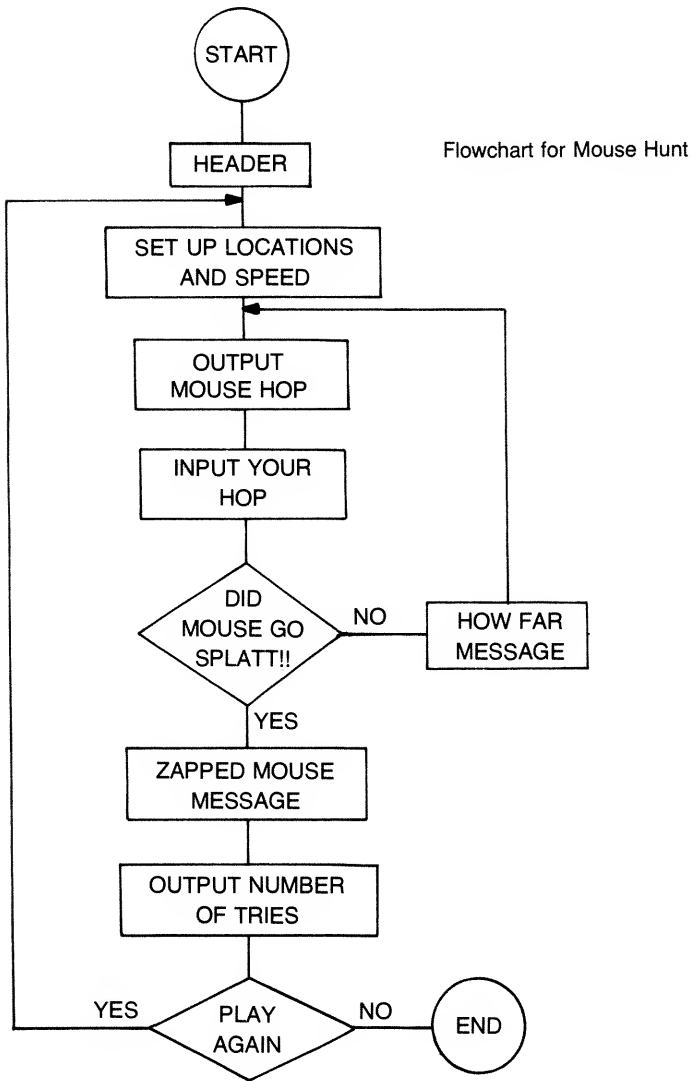 START
HEADER
Flowchart for Mouse Hunt
SET UP LOCATIONS
AND SPEED
OUTPUT
MOUSE HOP
INPUT YOUR
HOP
DID
MOUSE GO
SPLATT!!
NO
HOW FAR
MESSAGE
YES
ZAPPED MOUSE
MESSAGE
OUTPUT NUMBER
OF TRIES
YES
PLAY
AGAIN
NO
END